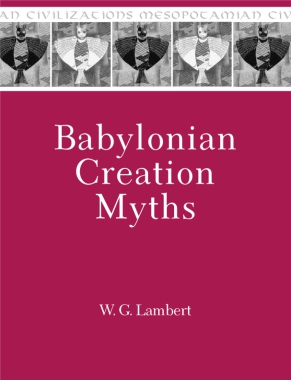 AN CIVILIZATIONS MESOPOTAMIAN CIV
Babylonian
Creation
Myths
W. G. Lambert